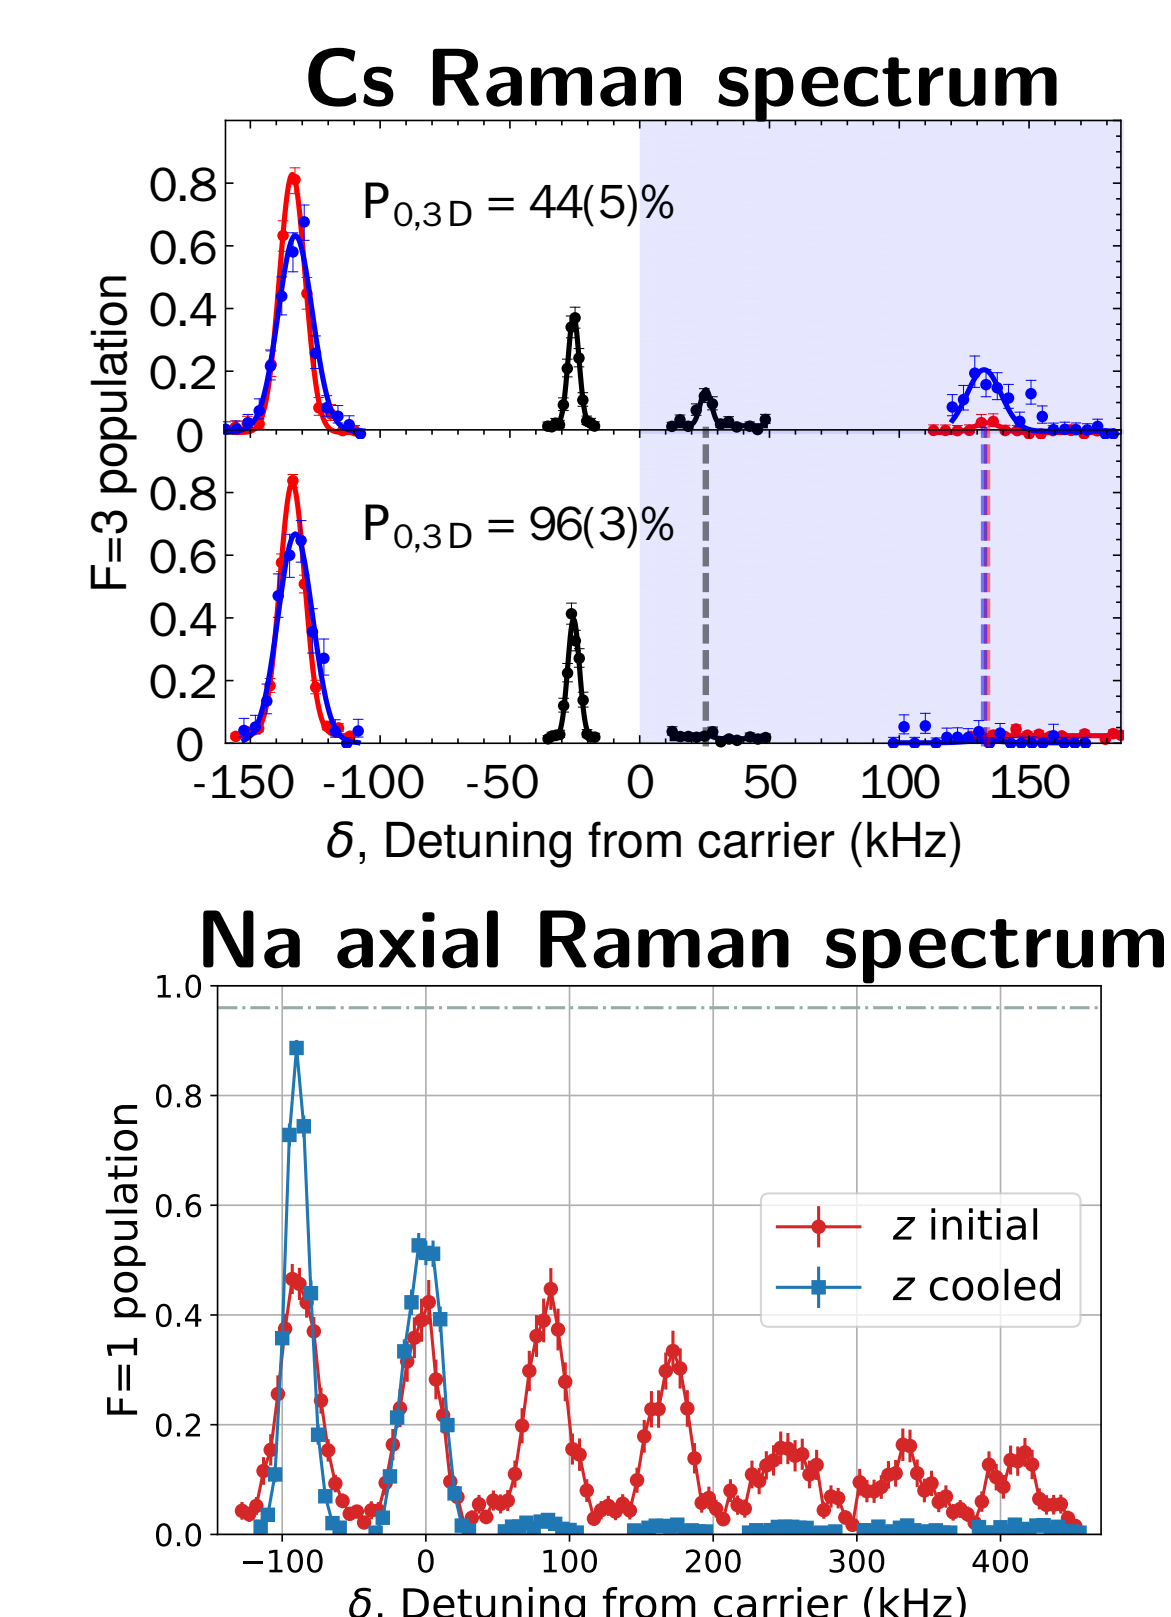 Cs Raman spectrum
0.8
0.6
0.4
0.2
0
P0,3D = 44(5)%
F=3 population
0.8
0.6
0.4
0.2
0
P0,3D = 96(3)%
-150 -100 -50 0 50 100 150
δ, Detuning from carrier (kHz)
Na axial Raman spectrum
1.0
0.8
0.6
0.4
0.2
0.0
F=1 population
z initial
z cooled
−100 0 100 200 300 400
δ, Detuning from carrier (kHz)